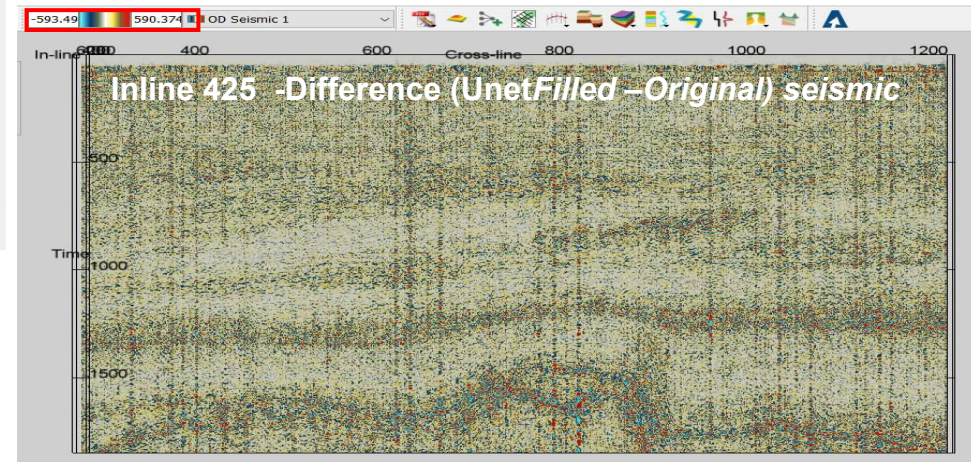 -593.49 590.374 OD Seismic 1
In-line 400 600 Cross-line 800 1000 1200
Inline 425 -Difference (UnetFilled –Original) seismic
500
Time
1000
1500